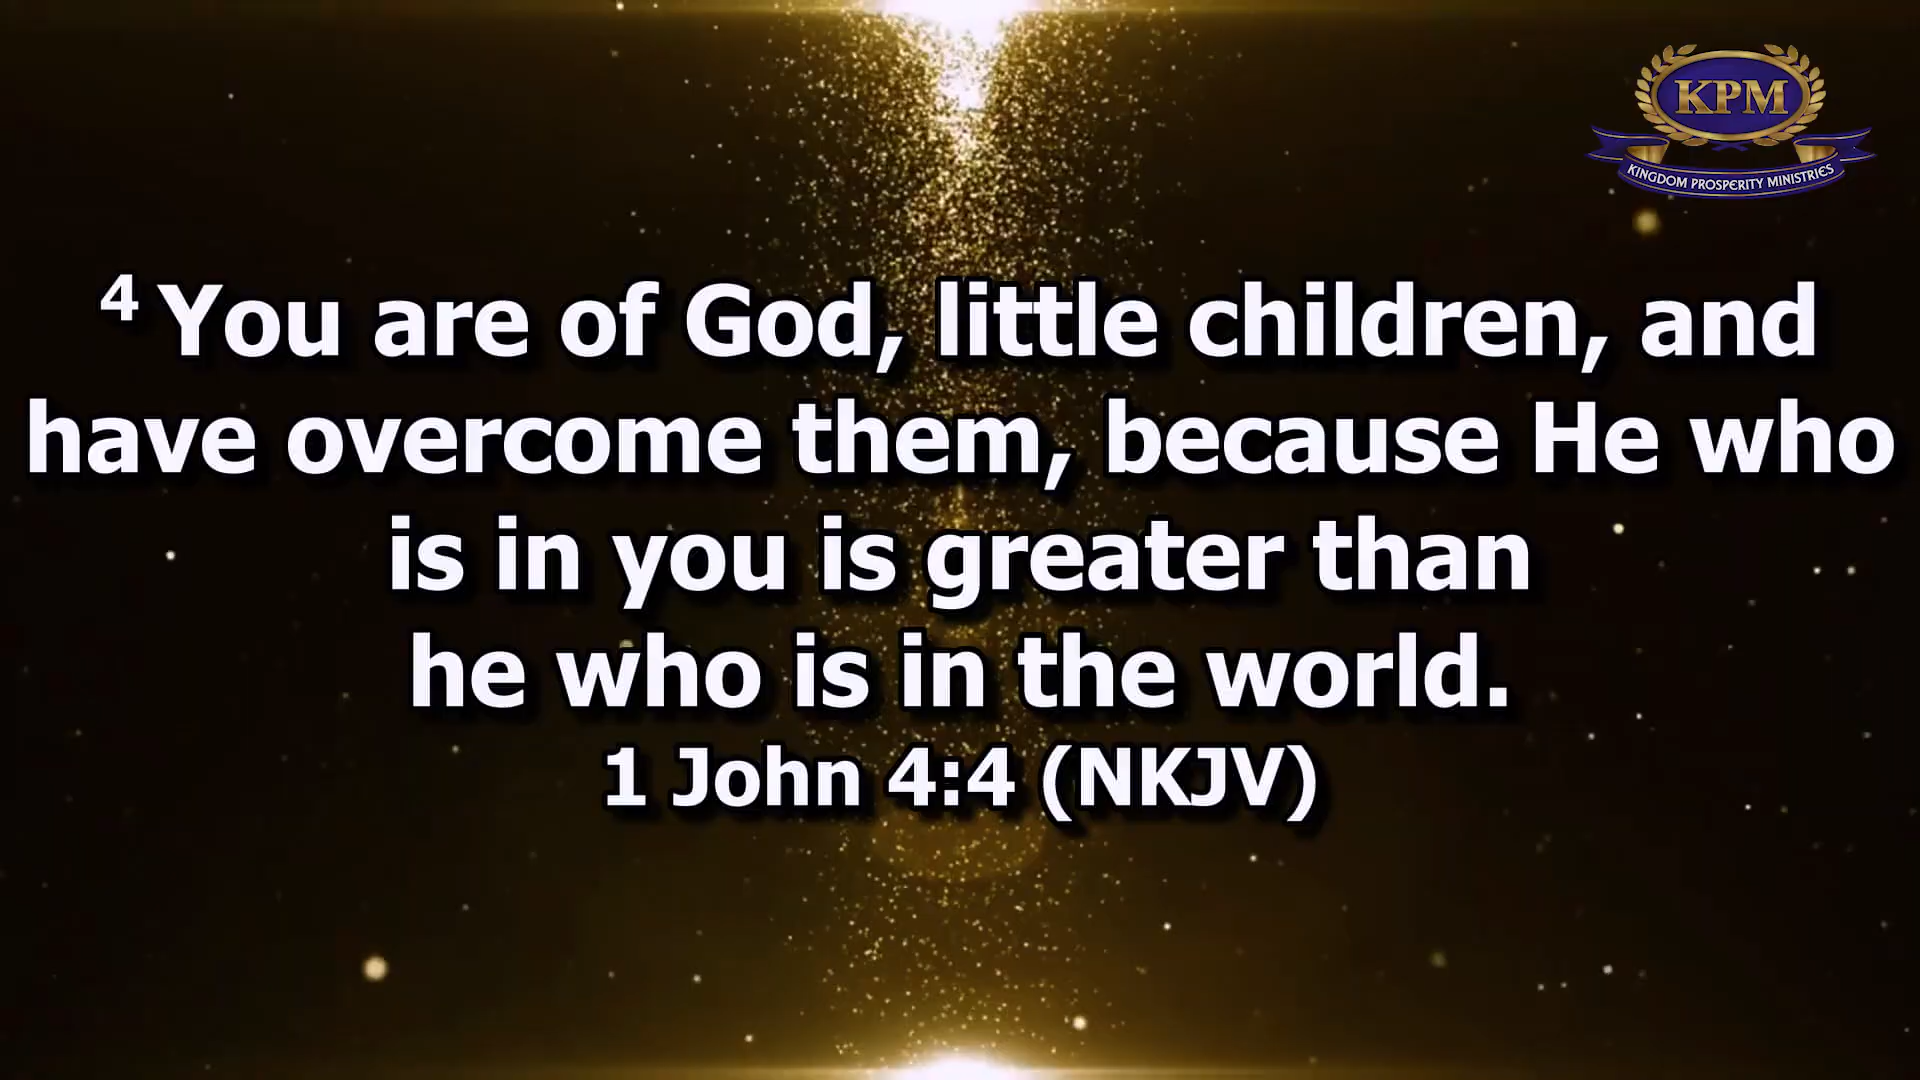 KPM
KINGDOM PROSPERITY MINISTRIES
⁴ You are of God, little children, and
have overcome them, because He who
is in you is greater than
he who is in the world.
1 John 4:4 (NKJV)